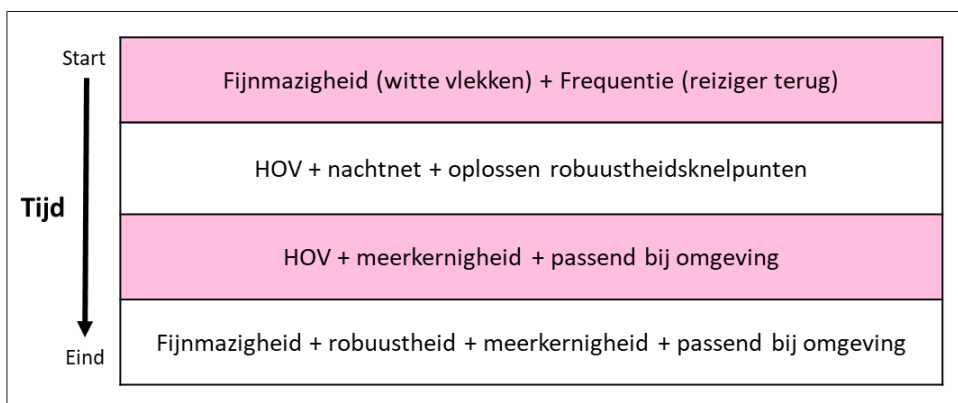 Start
Fijnmazigheid (witte vlekken) + Frequentie (reiziger terug)
HOV + nachtnet + oplossen robuustheidsknelpunten
Tijd
HOV + meerkernigheid + passend bij omgeving
Fijnmazigheid + robuustheid + meerkernigheid + passend bij omgeving
Eind